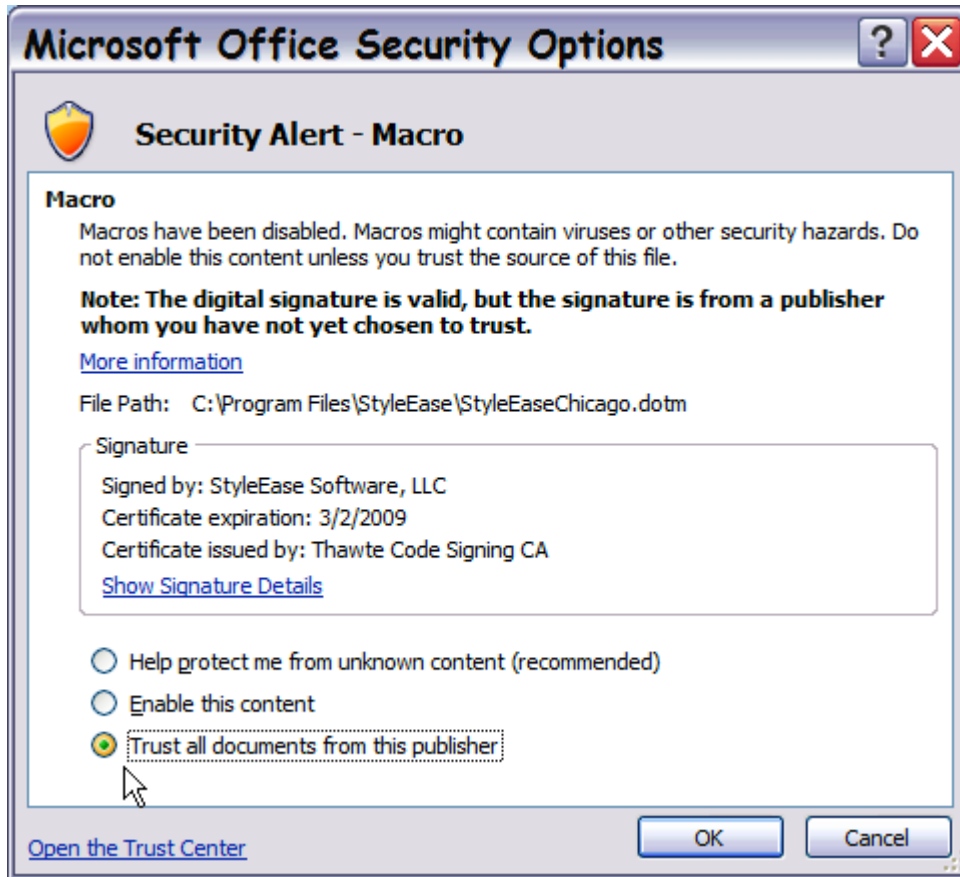 Microsoft Office Security Options
Security Alert - Macro
Macro
Macros have been disabled. Macros might contain viruses or other security hazards. Do
not enable this content unless you trust the source of this file.
Note: The digital signature is valid, but the signature is from a publisher
whom you have not yet chosen to trust.
More information
File Path: C:\Program Files\StyleEase\StyleEaseChicago.dotm
Signature
Signed by: StyleEase Software, LLC
Certificate expiration: 3/2/2009
Certificate issued by: Thawte Code Signing CA
Show Signature Details
Help protect me from unknown content (recommended)
Enable this content
Trust all documents from this publisher
Open the Trust Center
OK
Cancel